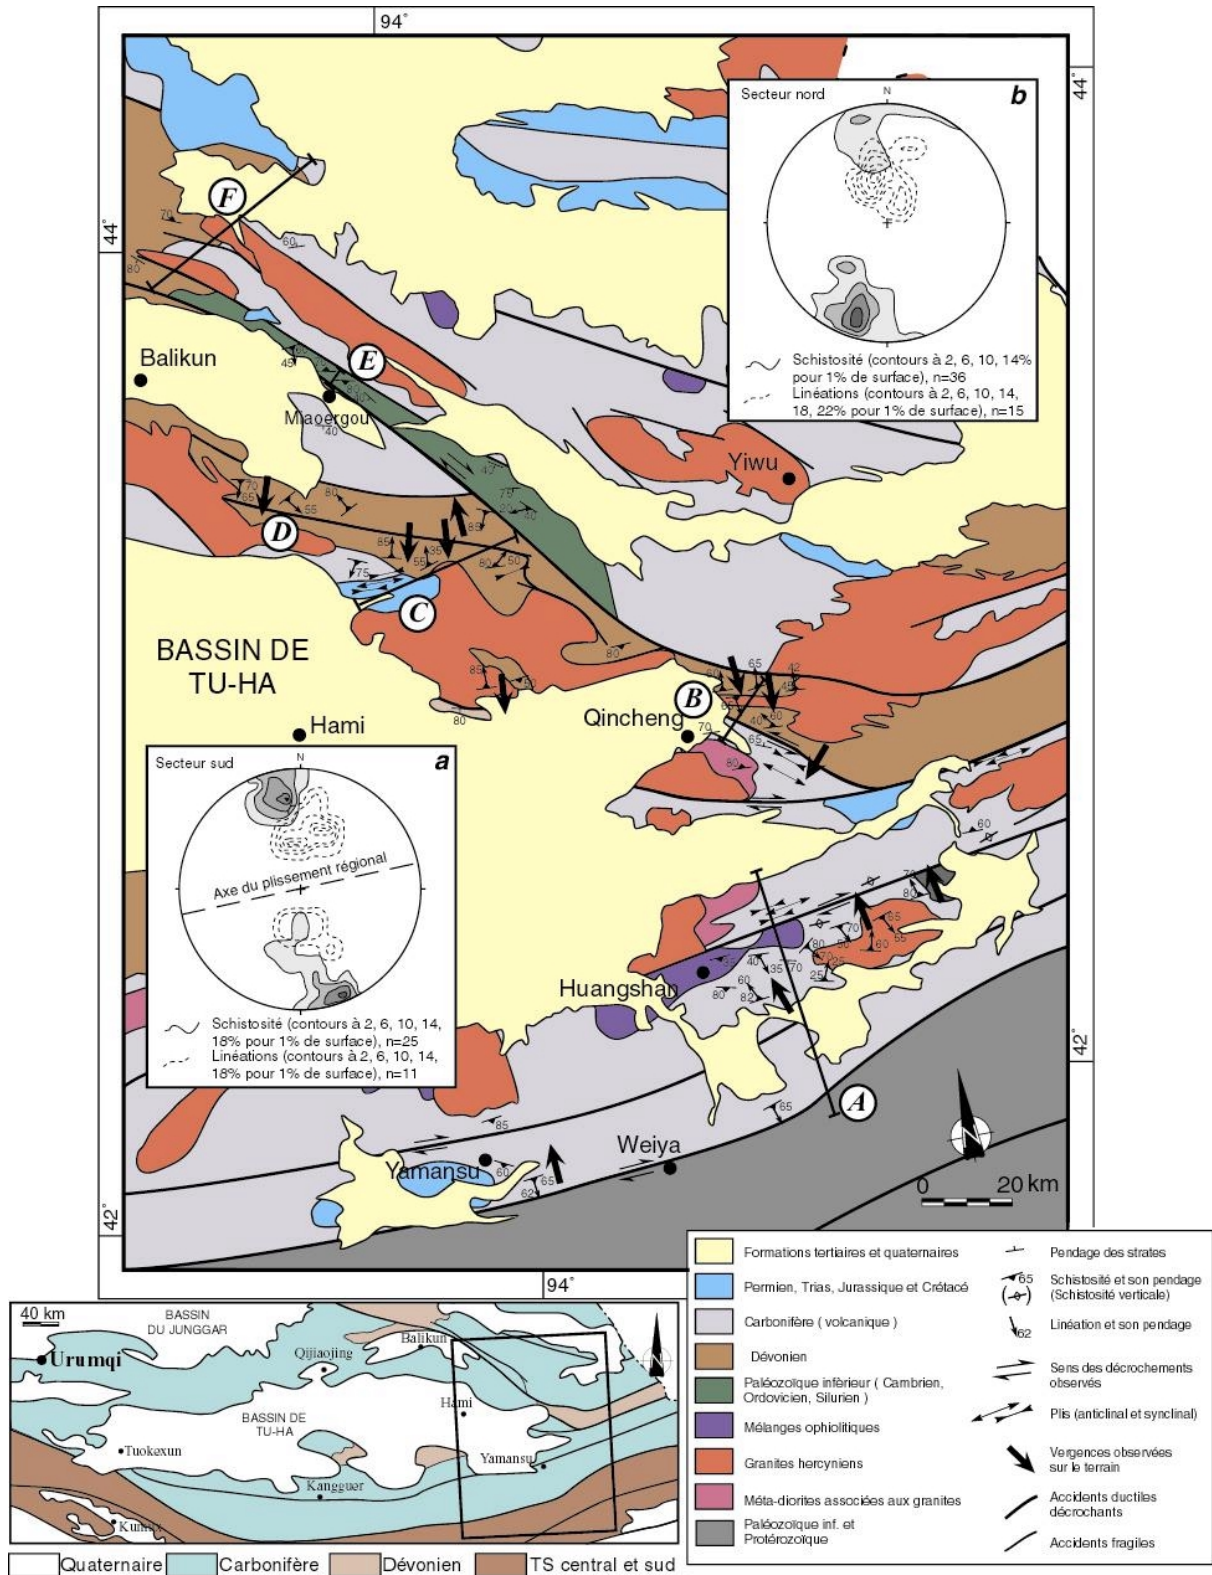 94°
44°
44°
42°
42°
94°
Secteur nord
b
N
Schistosité (contours à 2, 6, 10, 14%
pour 1% de surface), n=36
Linéations (contours à 2, 6, 10, 14,
18, 22% pour 1% de surface), n=15
F
Balikun
E
Miaoergou
Yiwu
D
C
BASSIN DE
TU-HA
Hami
B
Qincheng
Secteur sud
a
N
Axe du plissement régional
Schistosité (contours à 2, 6, 10, 14,
18% pour 1% de surface), n=25
Linéations (contours à 2, 6, 10, 14,
18% pour 1% de surface), n=11
Huangshan
A
Weiya
Yamansu
N
0 20 km
Formations tertiaires et quaternaires
Permien, Trias, Jurassique et Crétacé
Carbonifère ( volcanique )
Dévonien
Paléozoïque infèrieur ( Cambrien,
Ordovicien, Silurien )
Mélanges ophiolitiques
Granites hercyniens
Méta-diorites associées aux granites
Paléozoïque inf. et
Protérozoïque
Pendage des strates
65 Schistosité et son pendage
(Schistosité verticale)
62 Linéation et son pendage
Sens des décrochements
observés
Plis (anticlinal et synclinal)
Vergences observées
sur le terrain
Accidents ductiles
décrochants
Accidents fragiles
40 km
BASSIN
DU JUNGGAR
Urumqi
Qijiaojing
Balikun
N
BASSIN DE
TU-HA
Hami
Tuokexun
Yamansu
Kangguer
Kumix
Quaternaire
Carbonifère
Dévonien
TS central et sud